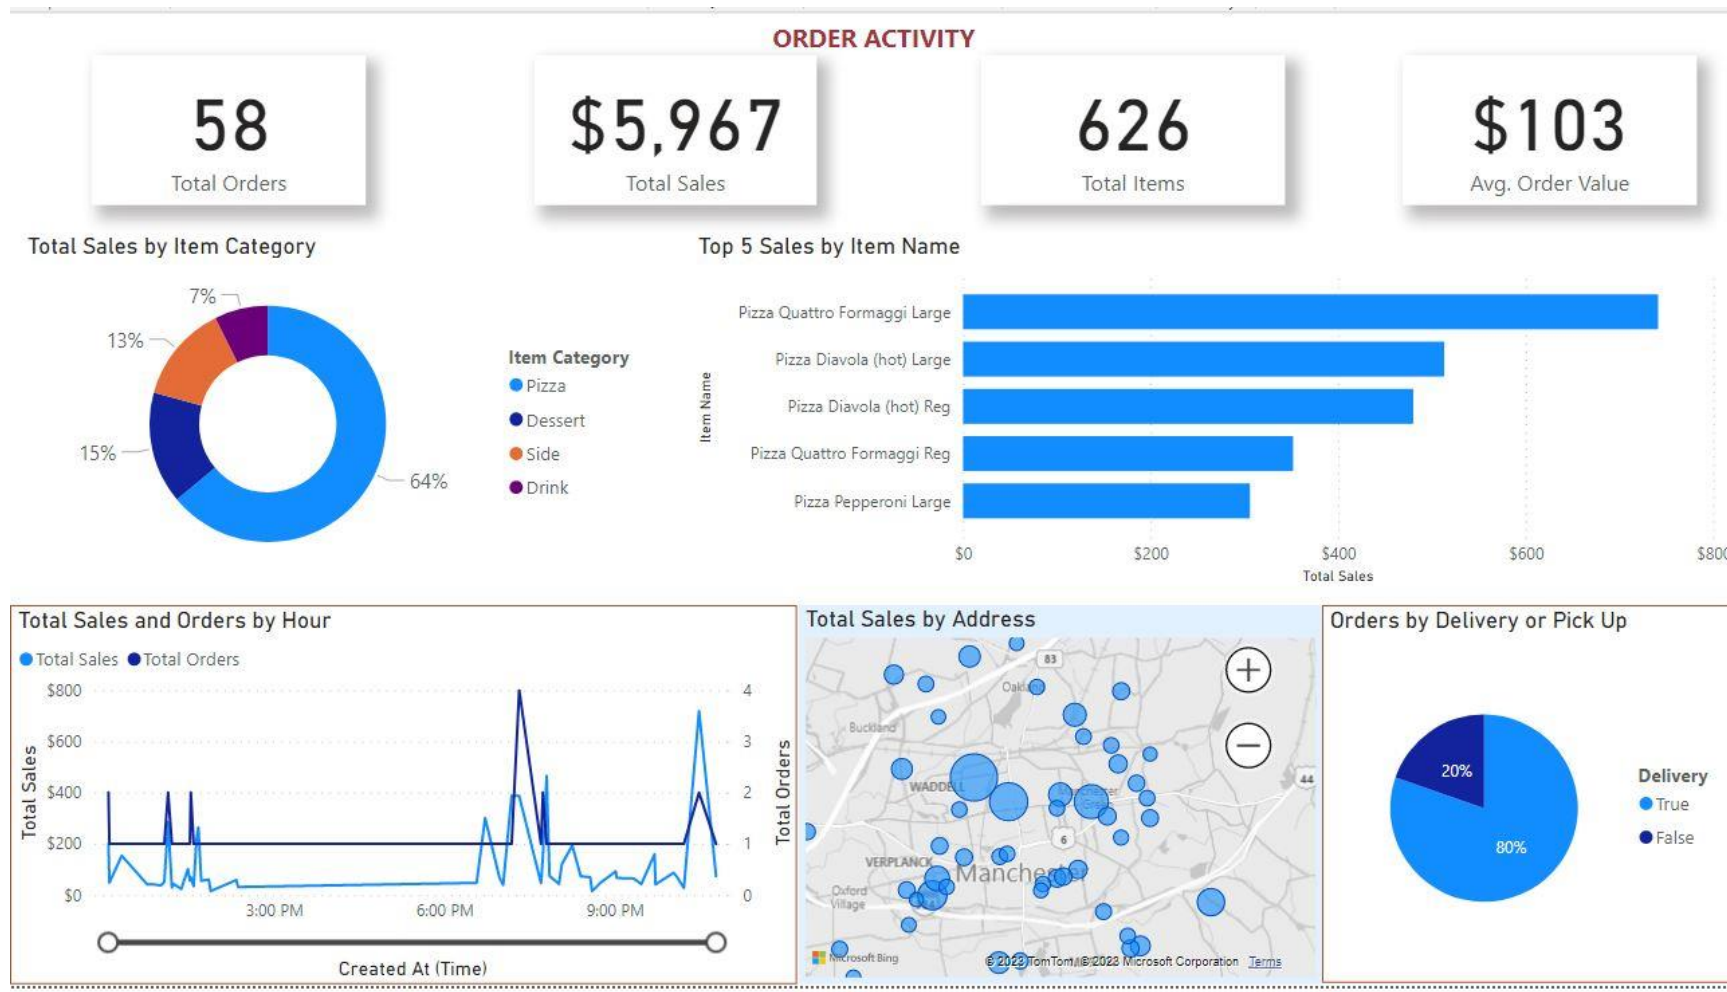 ORDER ACTIVITY
58
Total Orders
$5,967
Total Sales
626
Total Items
$103
Avg. Order Value
Total Sales by Item Category
7%
13%
15%
64%
Item Category
Pizza
Dessert
Side
Drink
Top 5 Sales by Item Name
Item Name
Pizza Quattro Formaggi Large
Pizza Diavola (hot) Large
Pizza Diavola (hot) Reg
Pizza Quattro Formaggi Reg
Pizza Pepperoni Large
$0 $200 $400 $600 $800
Total Sales
Total Sales and Orders by Hour
Total Sales Total Orders
Total Sales
$800
$600
$400
$200
$0
4
3
2
1
0
Total Orders
3:00 PM 6:00 PM 9:00 PM
Created At (Time)
Total Sales by Address
83
Oakland
Buckland
44
WADDELL
Manchester
Green
6
VERPLANCK
Manchester
Oxford
Village
Microsoft Bing
© 2023 TomTom, © 2023 Microsoft Corporation Terms
Orders by Delivery or Pick Up
20%
80%
Delivery
True
False